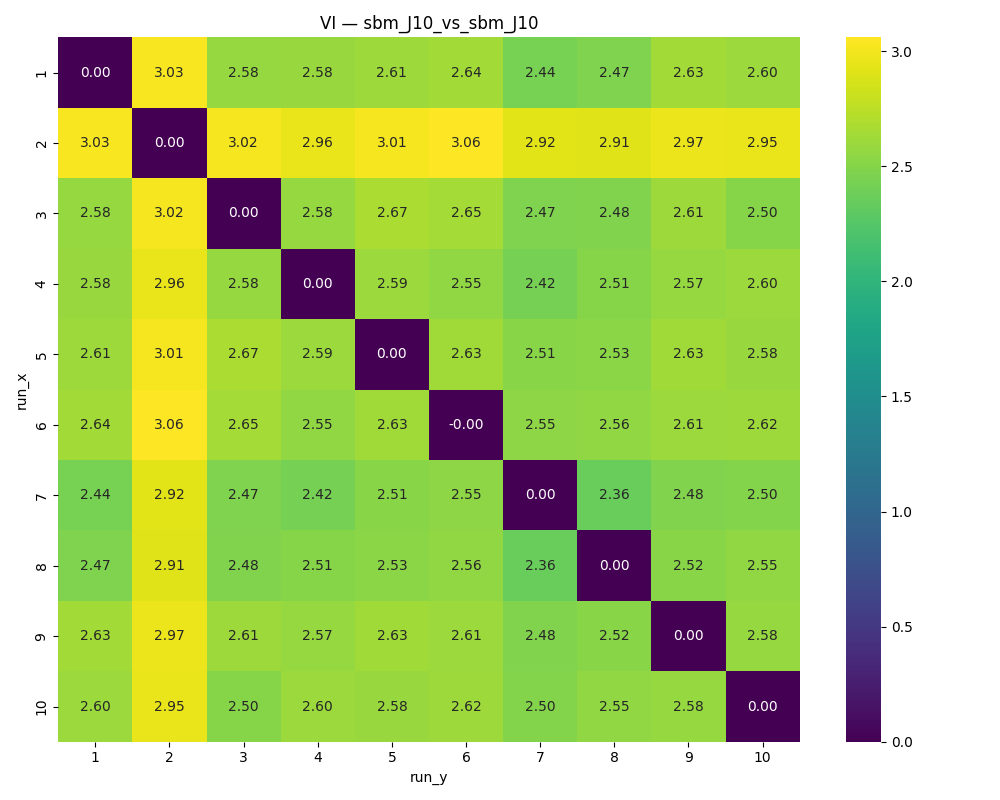 VI — sbm_J10_vs_sbm_J10
1 0.00 3.03 2.58 2.58 2.61 2.64 2.44 2.47 2.63 2.60
2 3.03 0.00 3.02 2.96 3.01 3.06 2.92 2.91 2.97 2.95
3 2.58 3.02 0.00 2.58 2.67 2.65 2.47 2.48 2.61 2.50
4 2.58 2.96 2.58 0.00 2.59 2.55 2.42 2.51 2.57 2.60
5 2.61 3.01 2.67 2.59 0.00 2.63 2.51 2.53 2.63 2.58
6 2.64 3.06 2.65 2.55 2.63 -0.00 2.55 2.56 2.61 2.62
7 2.44 2.92 2.47 2.42 2.51 2.55 0.00 2.36 2.48 2.50
8 2.47 2.91 2.48 2.51 2.53 2.56 2.36 0.00 2.52 2.55
9 2.63 2.97 2.61 2.57 2.63 2.61 2.48 2.52 0.00 2.58
10 2.60 2.95 2.50 2.60 2.58 2.62 2.50 2.55 2.58 0.00
1 2 3 4 5 6 7 8 9 10
run_y
run_x
3.0
2.5
2.0
1.5
1.0
0.5
0.0